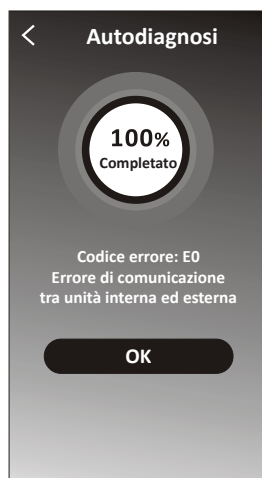 Autodiagnosi
100%
Completato
Codice errore: E0
Errore di comunicazione
tra unità interna ed esterna
OK